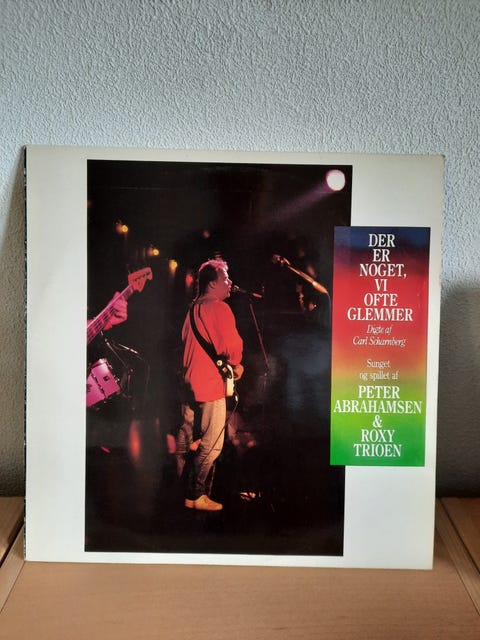 DER
ER
NOGET,
VI
OFTE
GLEMMER
Digte af
Carl Scharnberg
Sunget
og spillet af
PETER
ABRAHAMSEN
&
ROXY
TRIOEN